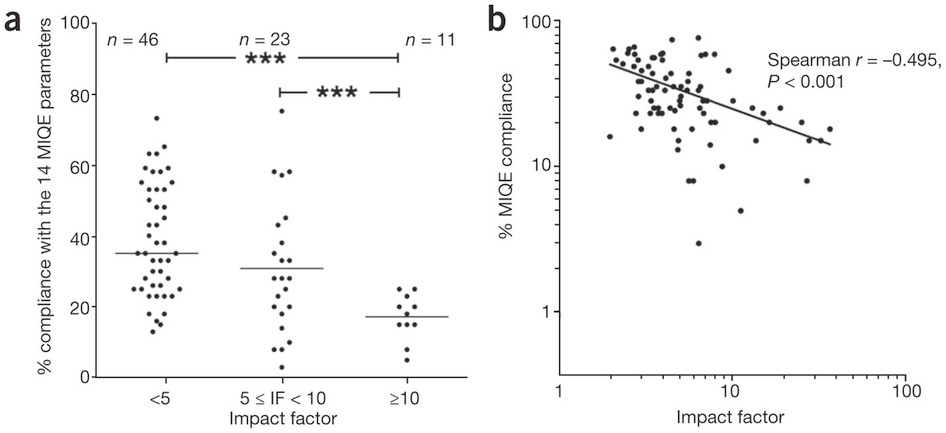 a
100
80
60
40
20
0
% compliance with the 14 MIQE parameters
n = 46
n = 23
n = 11
***
***
<5
5 ≤ IF < 10
≥10
Impact factor
b
100
10
1
% MIQE compliance
Spearman r = –0.495,
P < 0.001
1
10
100
Impact factor